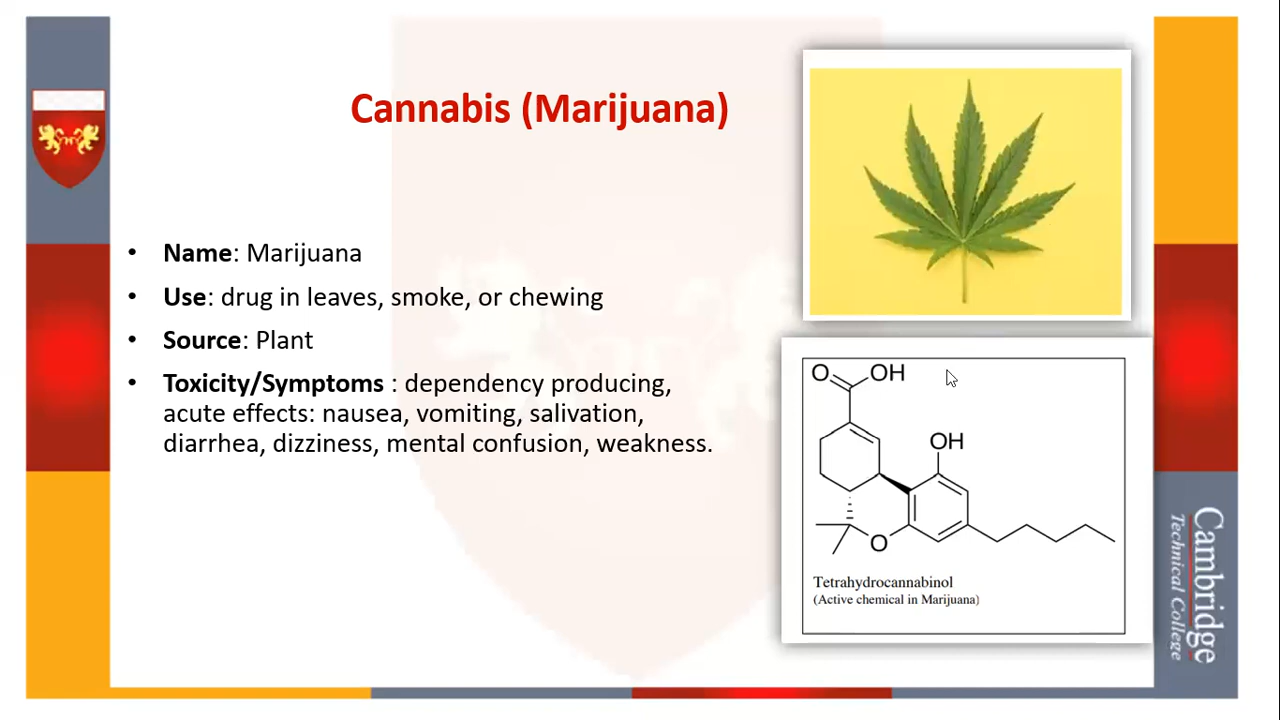 Cannabis (Marijuana)
• Name: Marijuana
• Use: drug in leaves, smoke, or chewing
• Source: Plant
• Toxicity/Symptoms : dependency producing,
acute effects: nausea, vomiting, salivation,
diarrhea, dizziness, mental confusion, weakness.
O OH
OH
O
Tetrahydrocannabinol
(Active chemical in Marijuana)
Cambridge
Technical College